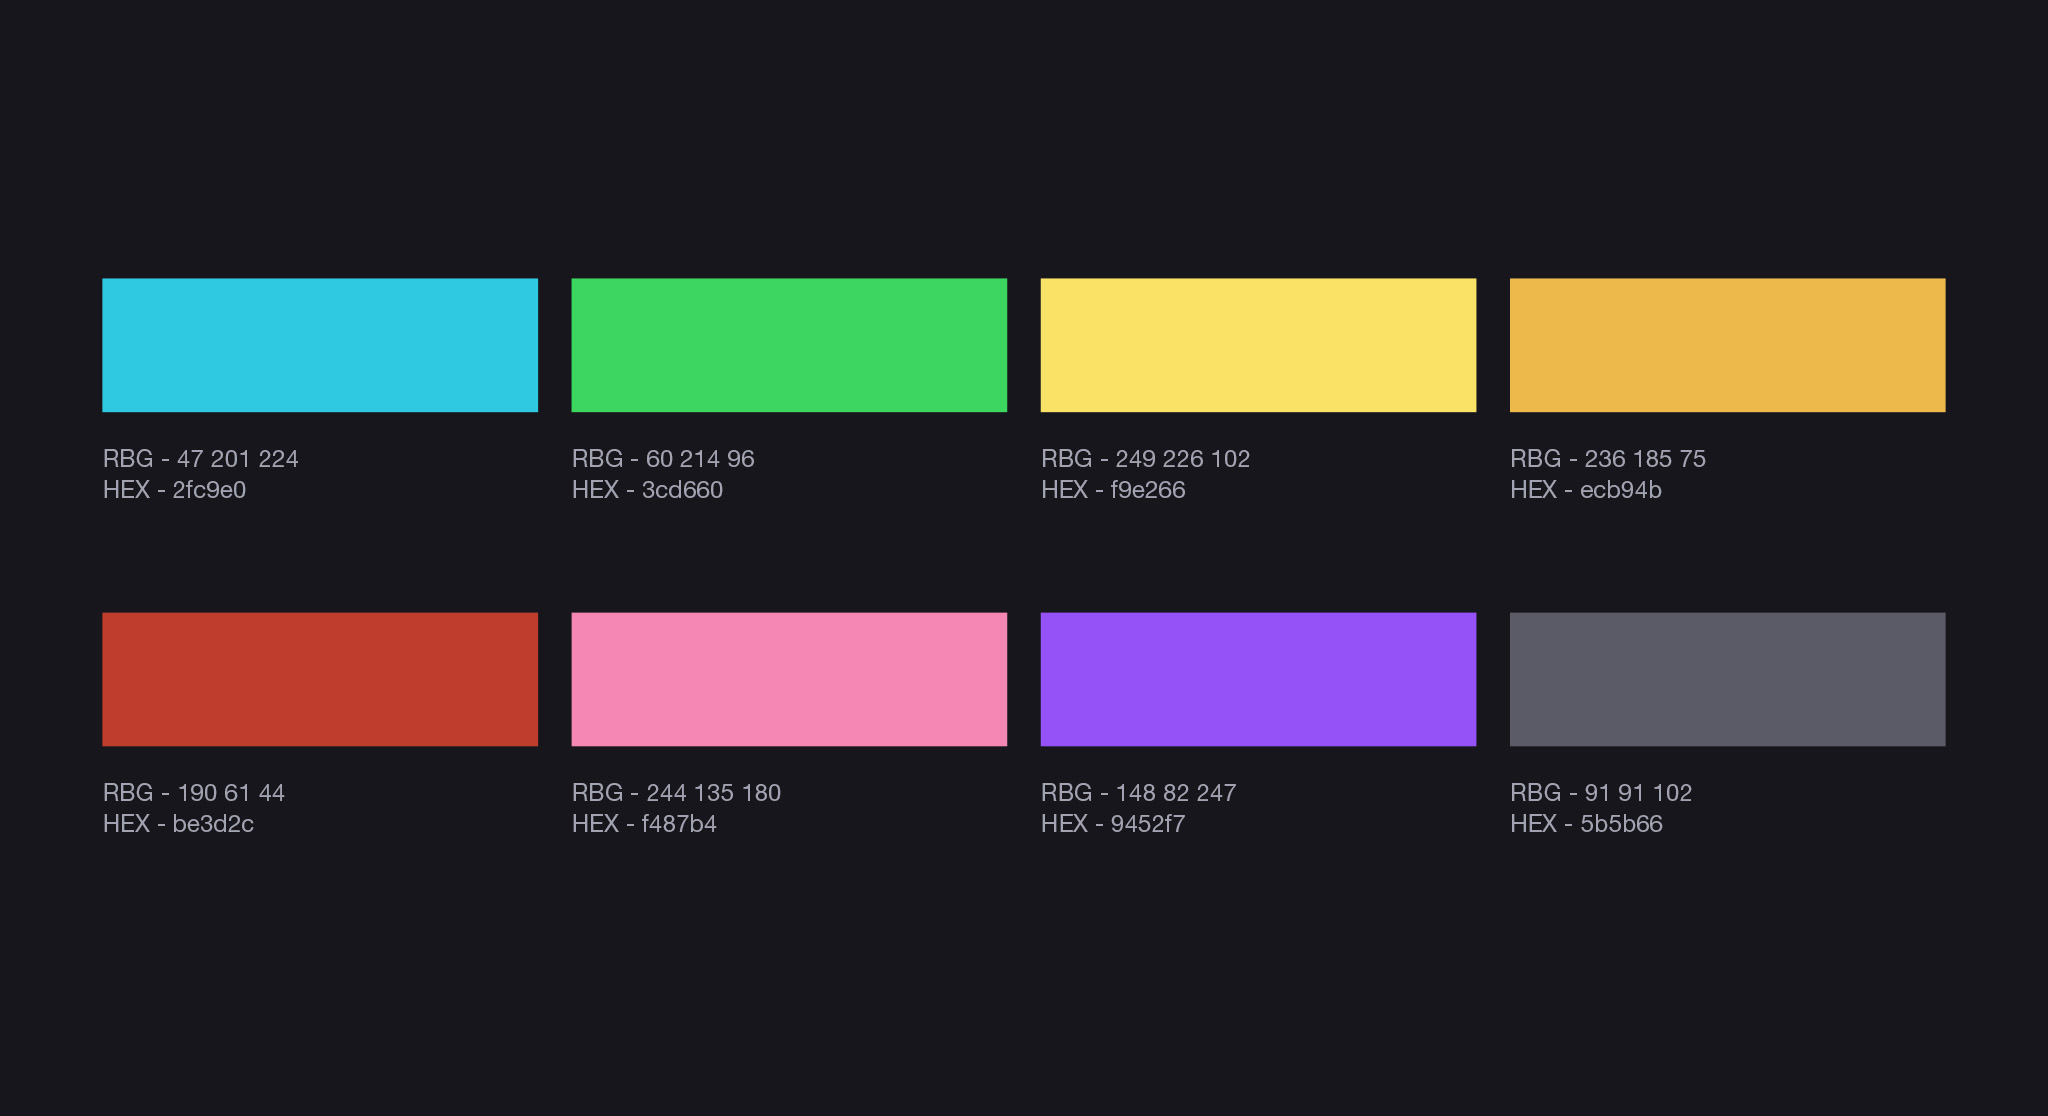 RBG - 47 201 224
HEX - 2fc9e0
RBG - 60 214 96
HEX - 3cd660
RBG - 249 226 102
HEX - f9e266
RBG - 236 185 75
HEX - ecb94b
RBG - 190 61 44
HEX - be3d2c
RBG - 244 135 180
HEX - f487b4
RBG - 148 82 247
HEX - 9452f7
RBG - 91 91 102
HEX - 5b5b66